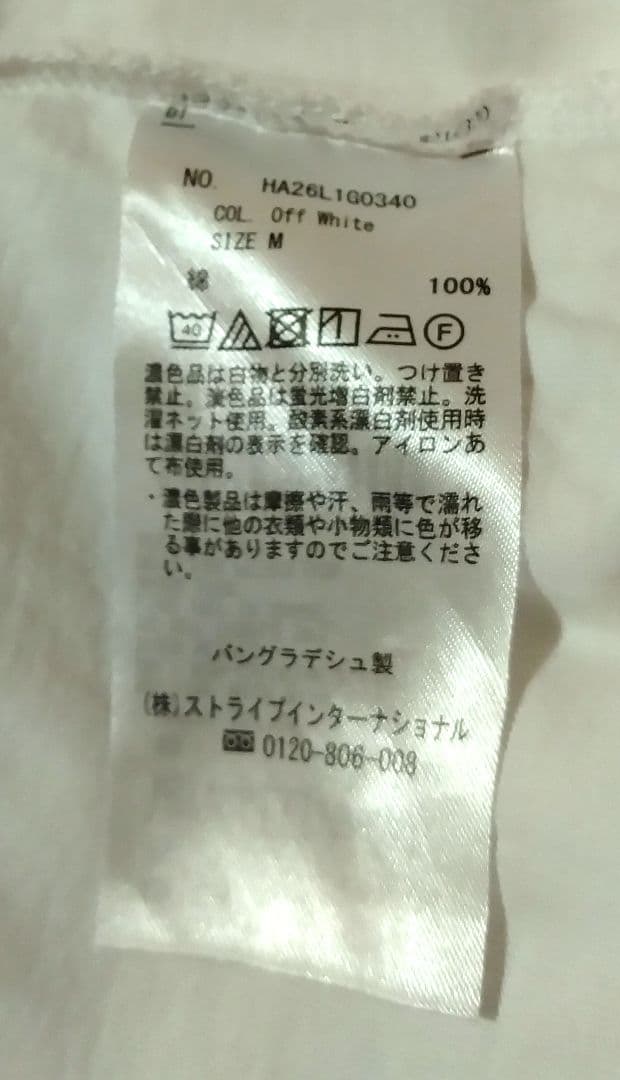 NO. HA26L1G0340
COL. Off White
SIZE M
綿 100%
40 F
濃色品は白物と分別洗い。つけ置き
禁止。淡色品は蛍光増白剤禁止。洗
濯ネット使用。酸素系漂白剤使用時
は漂白剤の表示を確認。アイロンあ
て布使用。
・濃色製品は摩擦や汗、雨等で濡れ
た際に他の衣類や小物類に色が移
る事がありますのでご注意くださ
い。
バングラデシュ製
(株)ストライプインターナショナル
0120-806-008